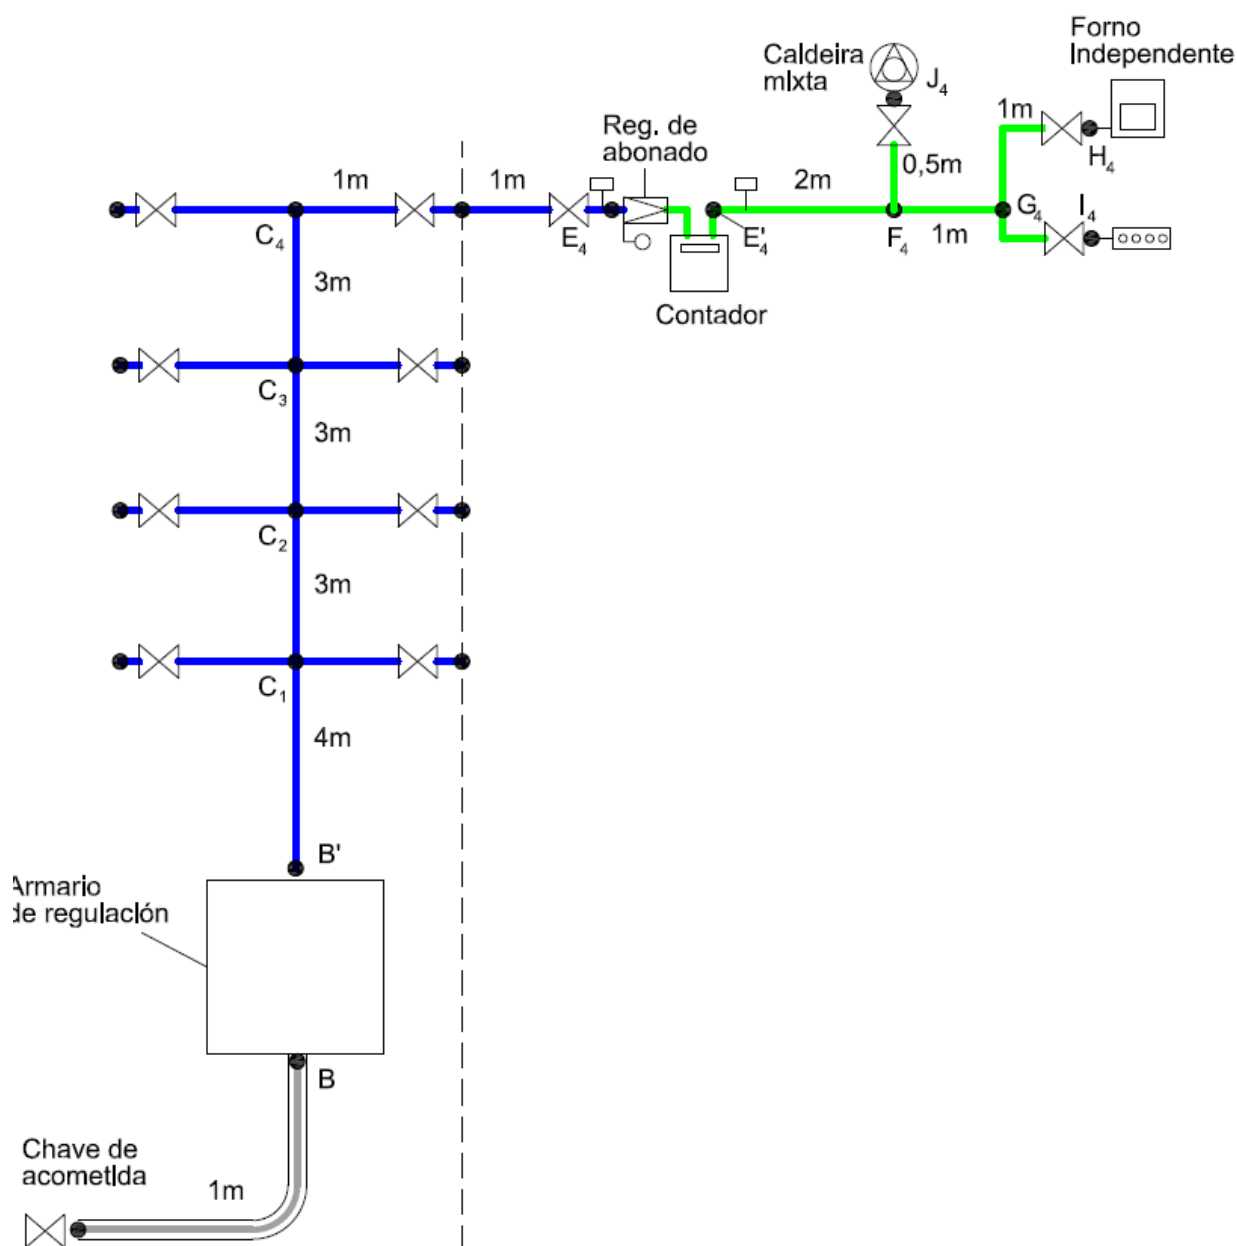 Forno
Independente
Caldeira
mIxta
J4
1m
Reg. de
abonado
H4
0,5m
1m
1m
2m
C4
E4
E'4
F4
1m
G4
I4
3m
Contador
C3
3m
C2
3m
C1
4m
B'
Armario
de regulación
B
Chave de
acometida
1m